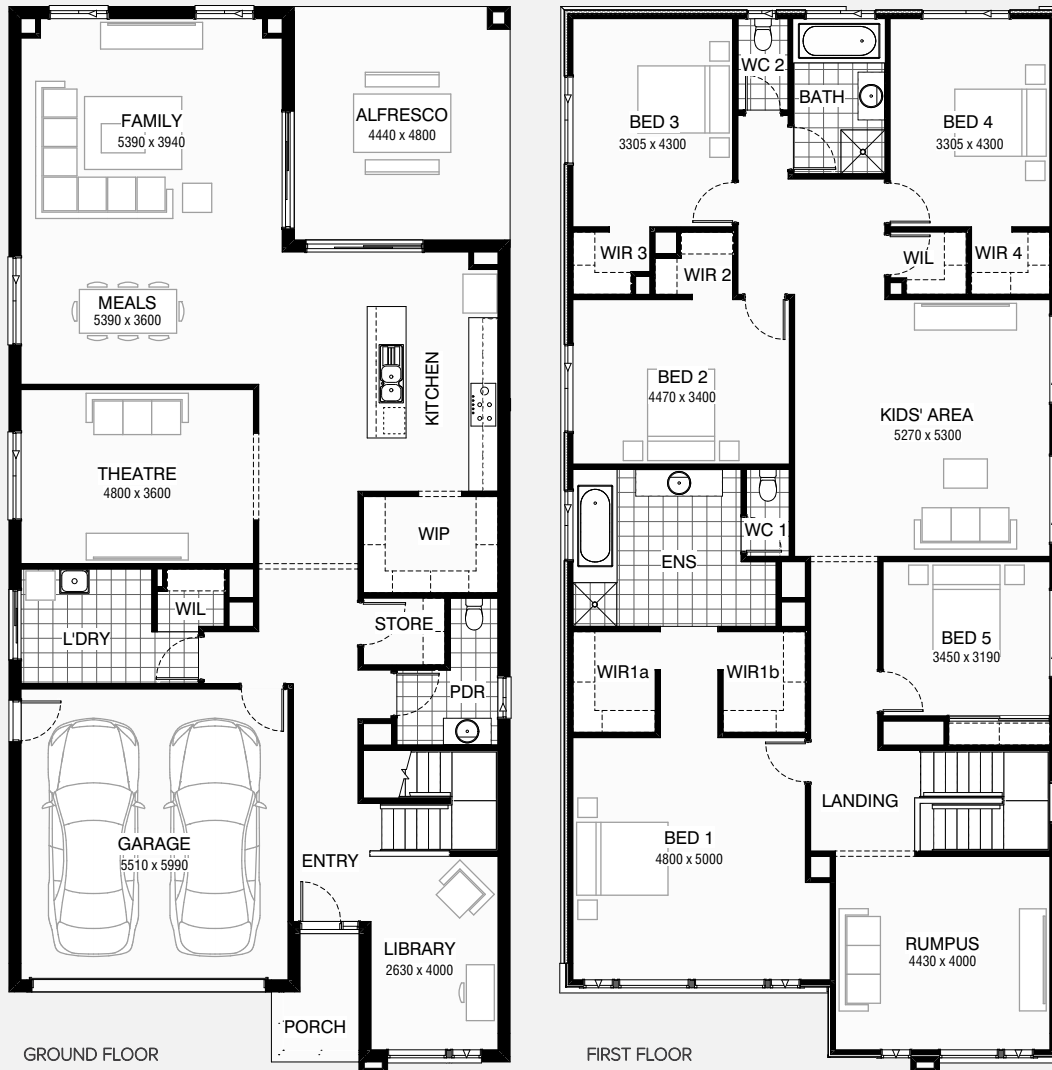 FAMILY
5390 x 3940
ALFRESCO
4440 x 4800
MEALS
5390 x 3600
KITCHEN
THEATRE
4800 x 3600
WIP
WIL
L'DRY
STORE
PDR
GARAGE
5510 x 5990
ENTRY
LIBRARY
2630 x 4000
PORCH
GROUND FLOOR
WC 2
BATH
BED 3
3305 x 4300
BED 4
3305 x 4300
WIR 3
WIR 2
WIL
WIR 4
BED 2
4470 x 3400
KIDS' AREA
5270 x 5300
WC 1
ENS
BED 5
3450 x 3190
WIR1a
WIR1b
LANDING
BED 1
4800 x 5000
RUMPUS
4430 x 4000
FIRST FLOOR